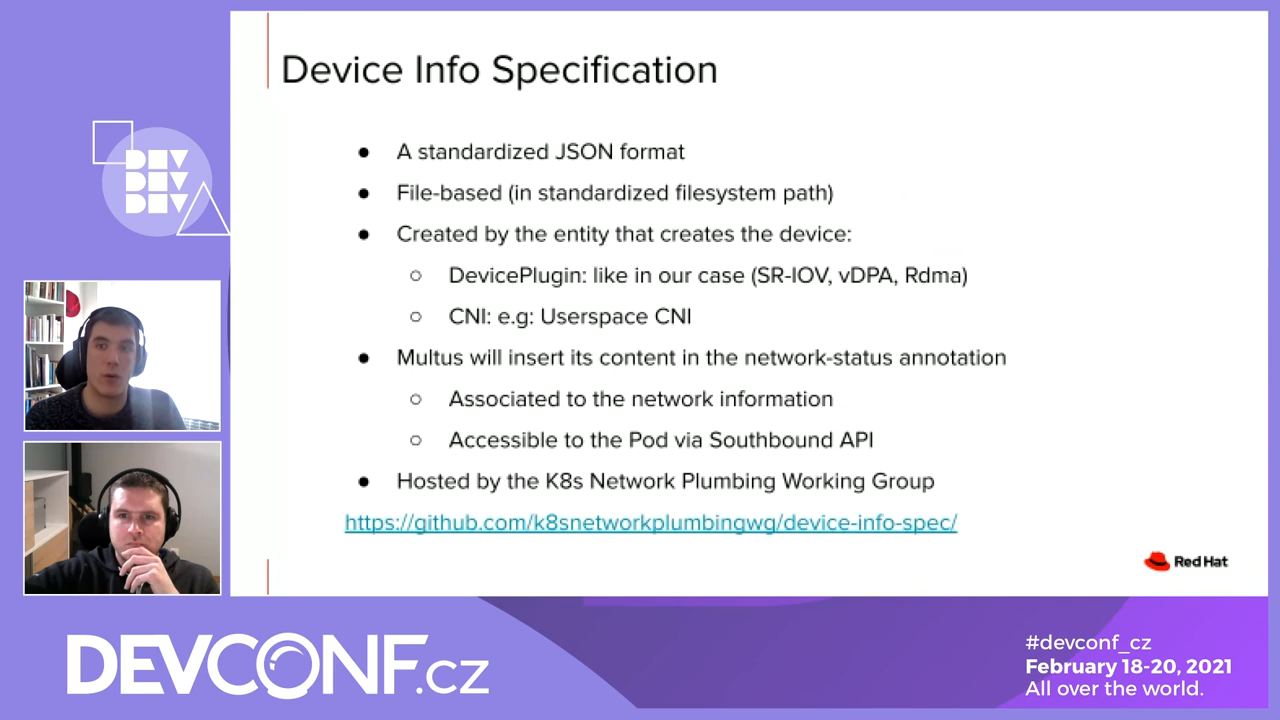 Device Info Specification
● A standardized JSON format
● File-based (in standardized filesystem path)
● Created by the entity that creates the device:
○ DevicePlugin: like in our case (SR-IOV, vDPA, Rdma)
○ CNI: e.g: Userspace CNI
● Multus will insert its content in the network-status annotation
○ Associated to the network information
○ Accessible to the Pod via Southbound API
● Hosted by the K8s Network Plumbing Working Group
https://github.com/k8snetworkplumbingwg/device-info-spec/
Red Hat
DEV
DEV
DEV
DEVCONF.cz
#devconf_cz
February 18-20, 2021
All over the world.